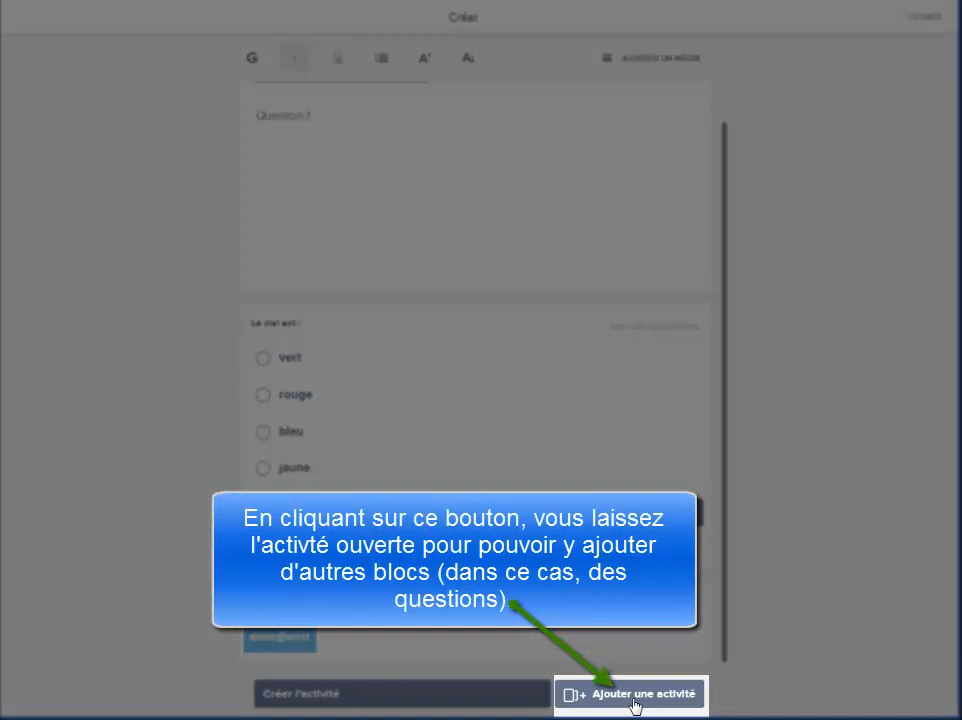 Créer
G
Question 1
Le ciel est :
vert
rouge
bleu
jaune
En cliquant sur ce bouton, vous laissez
l'activté ouverte pour pouvoir y ajouter
d'autres blocs (dans ce cas, des
questions)
Créer l'activité
Ajouter une activité